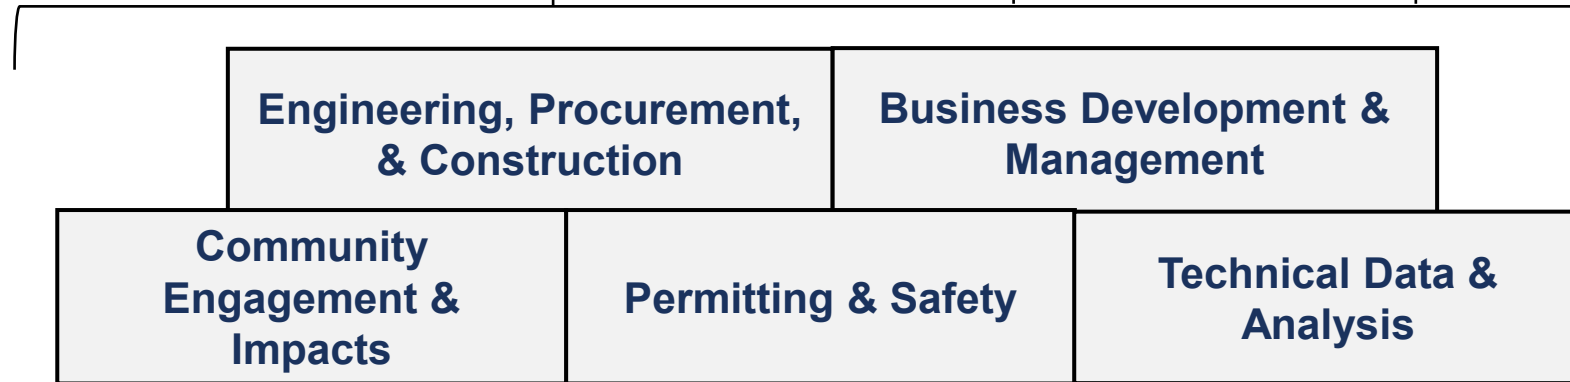 Engineering, Procurement,
& Construction
Business Development &
Management
Community
Engagement &
Impacts
Permitting & Safety
Technical Data &
Analysis